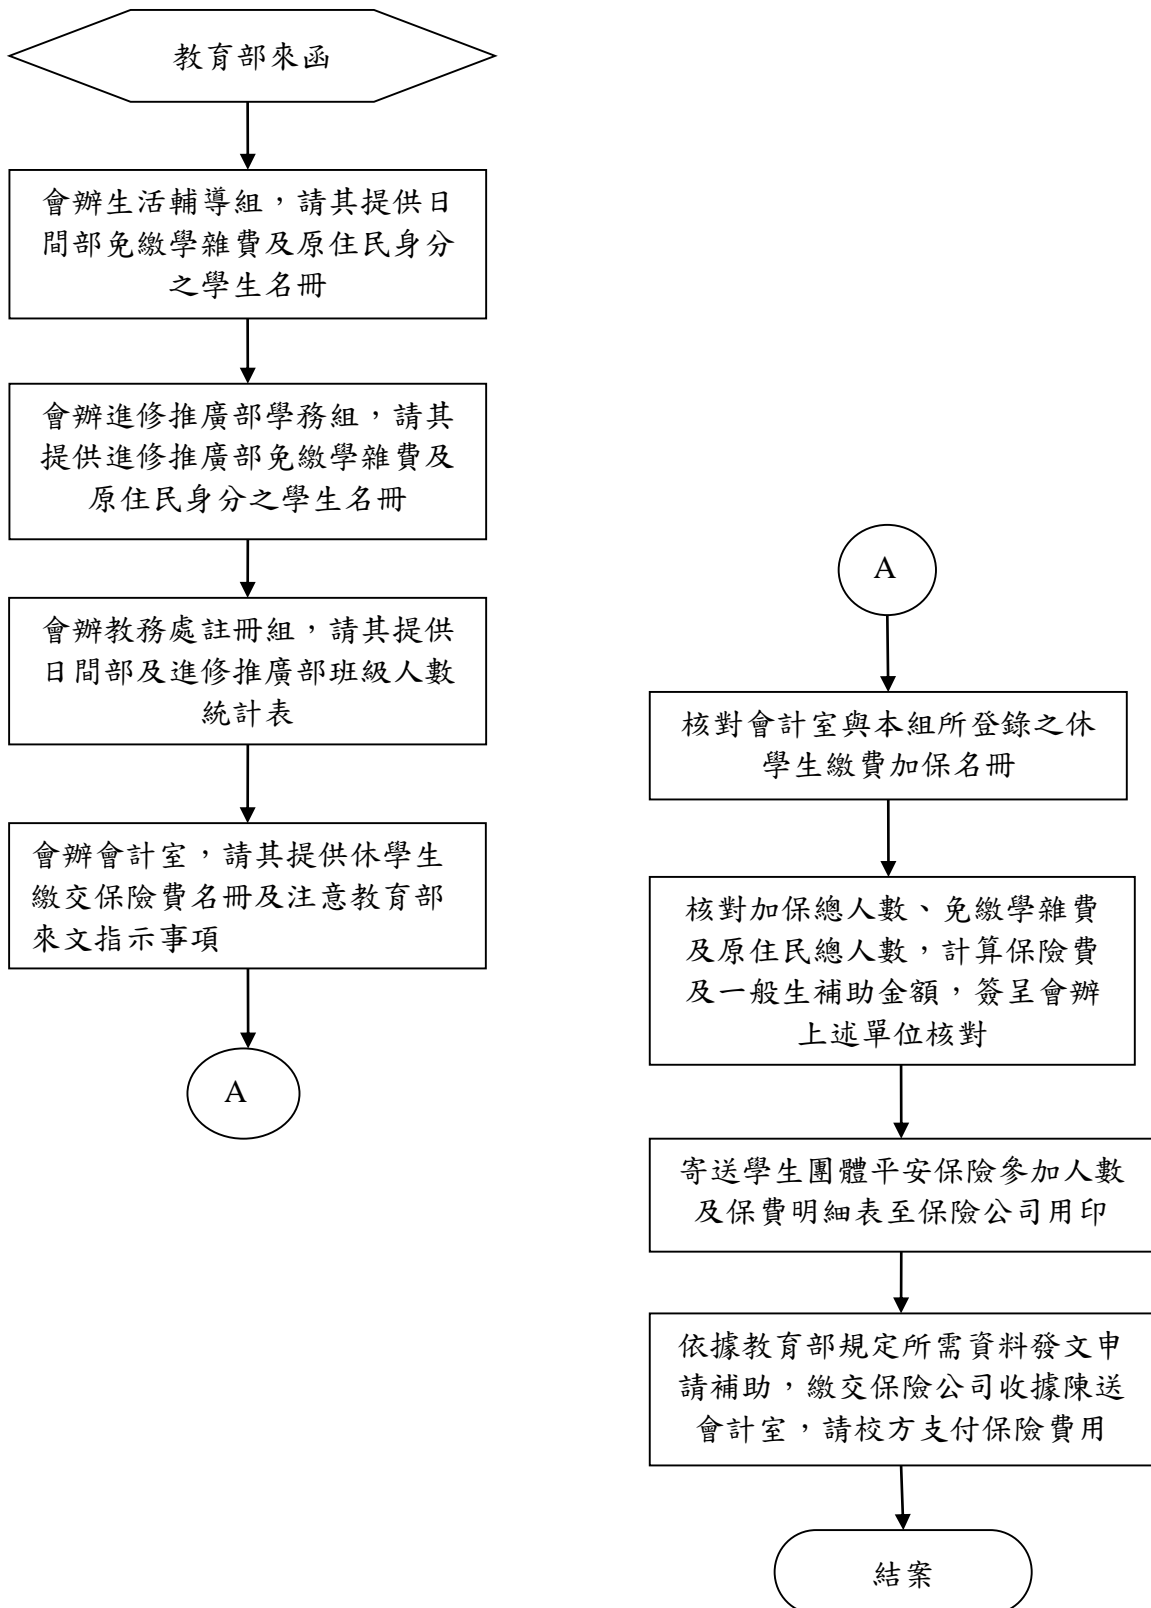 教育部來函
會辦生活輔導組，請其提供日
間部免繳學雜費及原住民身分
之學生名冊
會辦進修推廣部學務組，請其
提供進修推廣部免繳學雜費及
原住民身分之學生名冊
會辦教務處註冊組，請其提供
日間部及進修推廣部班級人數
統計表
會辦會計室，請其提供休學生
繳交保險費名冊及注意教育部
來文指示事項
A
A
核對會計室與本組所登錄之休
學生繳費加保名冊
核對加保總人數、免繳學雜費
及原住民總人數，計算保險費
及一般生補助金額，簽呈會辦
上述單位核對
寄送學生團體平安保險參加人數
及保費明細表至保險公司用印
依據教育部規定所需資料發文申
請補助，繳交保險公司收據陳送
會計室，請校方支付保險費用
結案